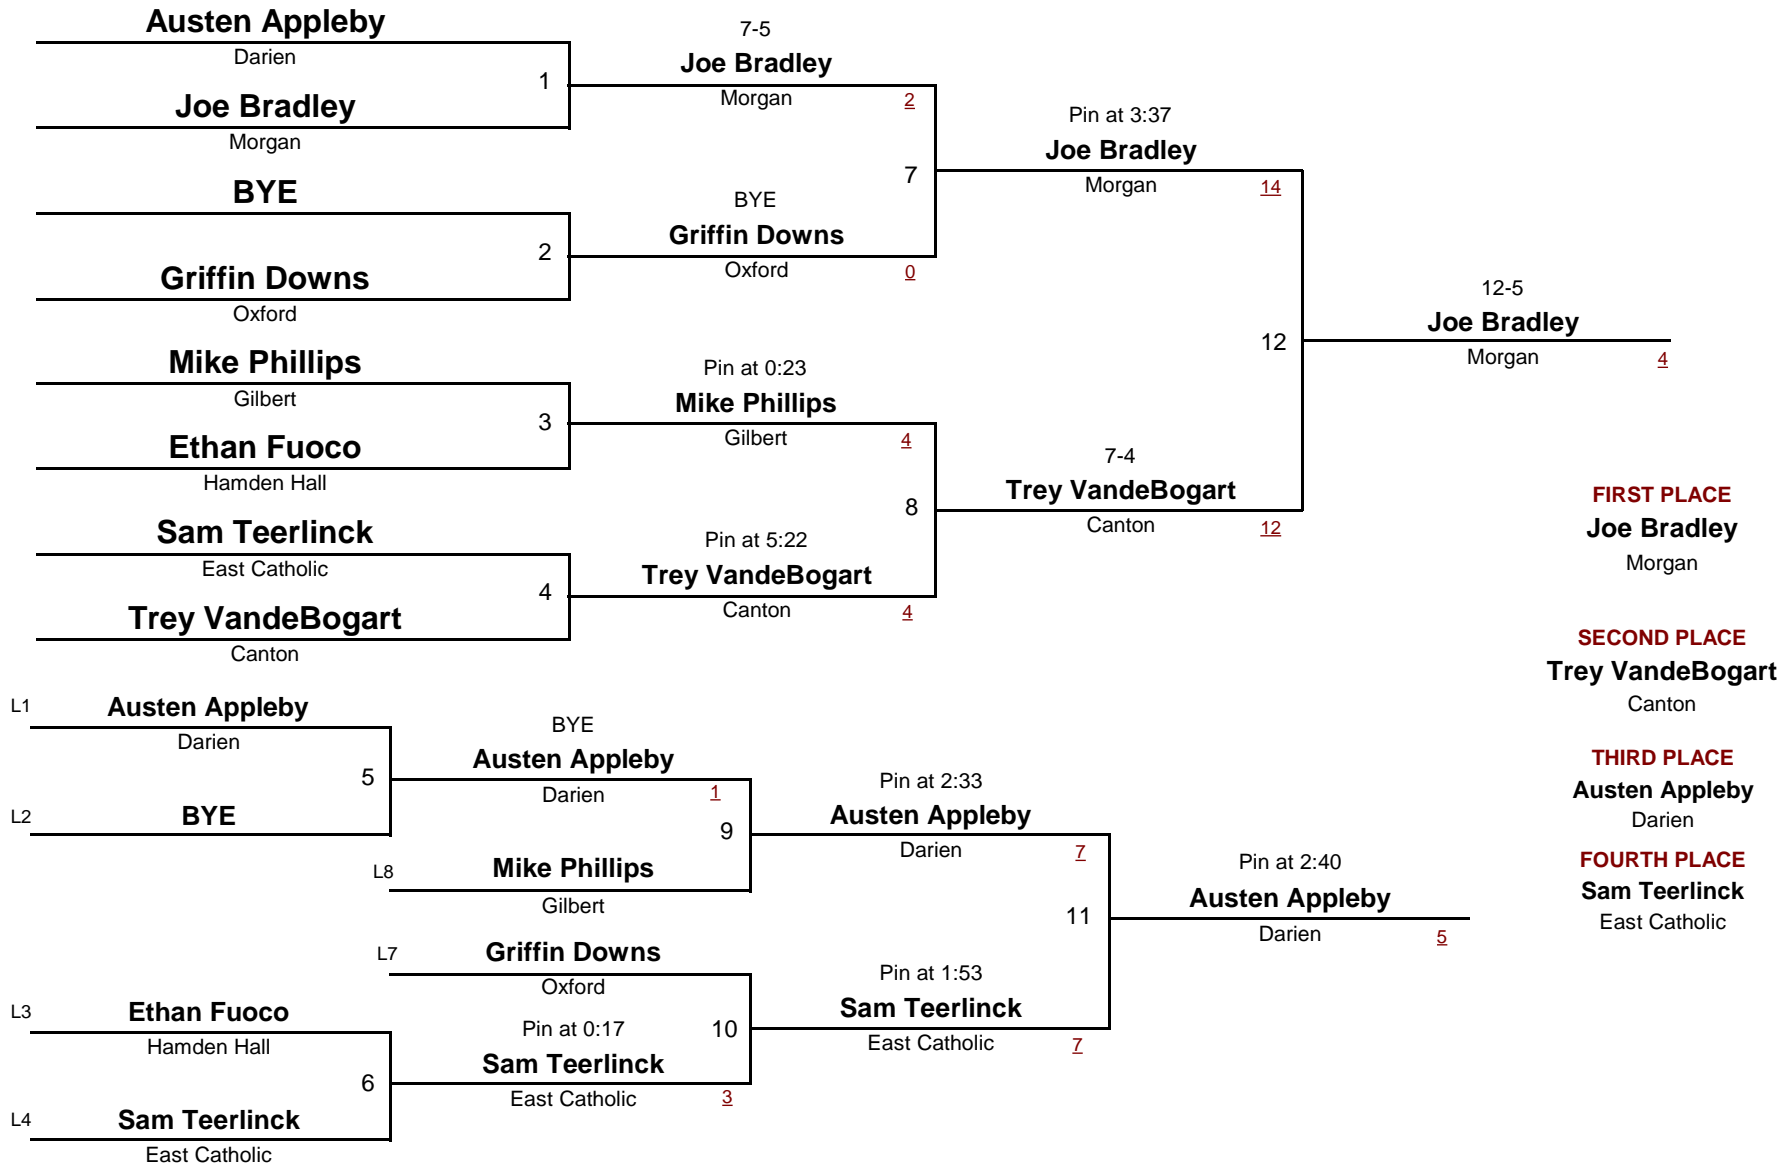 Austen Appleby
Darien
1
Joe Bradley
Morgan
BYE
2
Griffin Downs
Oxford
Mike Phillips
Gilbert
3
Ethan Fuoco
Hamden Hall
Sam Teerlinck
East Catholic
4
Trey VandeBogart
Canton
7-5
Joe Bradley
Morgan 2
7
BYE
Griffin Downs
Oxford 0
Pin at 0:23
Mike Phillips
Gilbert 4
8
Pin at 5:22
Trey VandeBogart
Canton 4
Pin at 3:37
Joe Bradley
Morgan 14
12
7-4
Trey VandeBogart
Canton 12
12-5
Joe Bradley
Morgan 4
FIRST PLACE
Joe Bradley
Morgan
SECOND PLACE
Trey VandeBogart
Canton
THIRD PLACE
Austen Appleby
Darien
FOURTH PLACE
Sam Teerlinck
East Catholic
L1 Austen Appleby
Darien
5
L2 BYE
BYE
Austen Appleby
Darien 1
9
L8 Mike Phillips
Gilbert
L7 Griffin Downs
Oxford
10
L3 Ethan Fuoco
Hamden Hall
6
L4 Sam Teerlinck
East Catholic
Pin at 0:17
Sam Teerlinck
East Catholic 3
Pin at 2:33
Austen Appleby
Darien 7
11
Pin at 1:53
Sam Teerlinck
East Catholic 7
Pin at 2:40
Austen Appleby
Darien 5